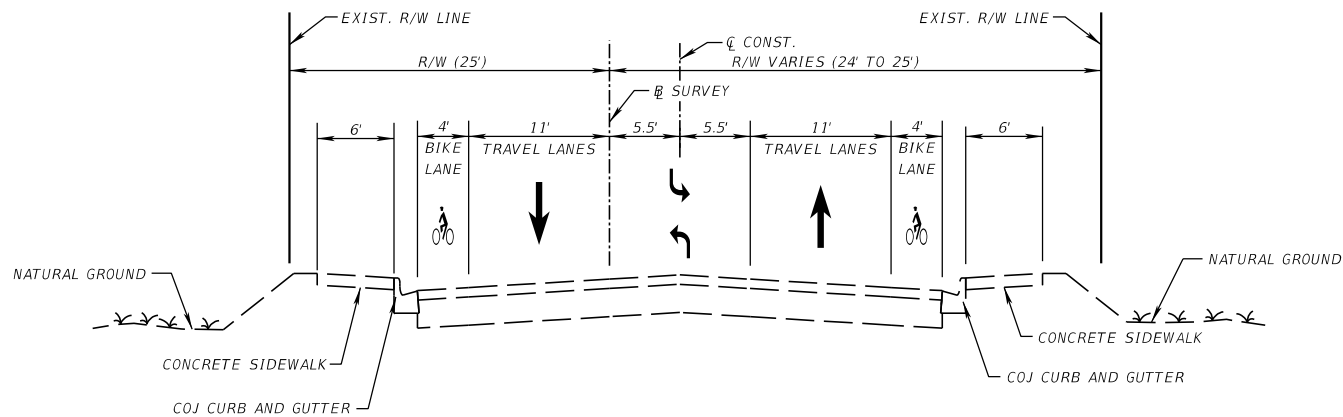 EXIST. R/W LINE
EXIST. R/W LINE
℄ CONST.
R/W (25')
R/W VARIES (24' TO 25')
B̵L SURVEY
6'
4'
11'
5.5'
5.5'
11'
4'
6'
BIKE
LANE
TRAVEL LANES
TRAVEL LANES
BIKE
LANE
NATURAL GROUND
NATURAL GROUND
CONCRETE SIDEWALK
CONCRETE SIDEWALK
COJ CURB AND GUTTER
COJ CURB AND GUTTER